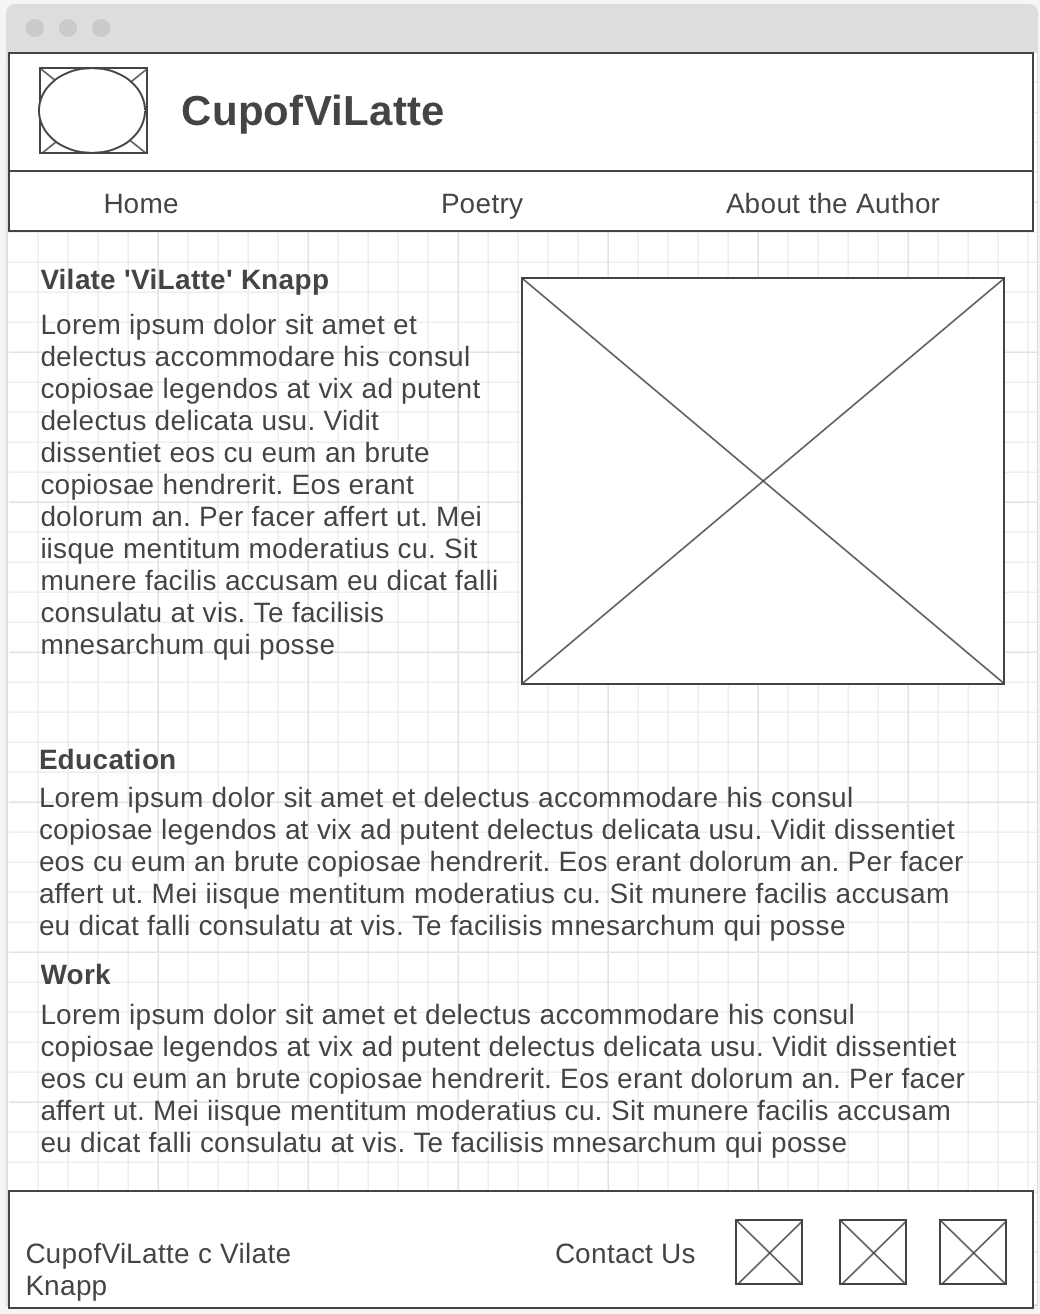 CupofViLatte
Home Poetry About the Author
Vilate 'ViLatte' Knapp
Lorem ipsum dolor sit amet et
delectus accommodare his consul
copiosae legendos at vix ad putent
delectus delicata usu. Vidit
dissentiet eos cu eum an brute
copiosae hendrerit. Eos erant
dolorum an. Per facer affert ut. Mei
iisque mentitum moderatius cu. Sit
munere facilis accusam eu dicat falli
consulatu at vis. Te facilisis
mnesarchum qui posse
Education
Lorem ipsum dolor sit amet et delectus accommodare his consul
copiosae legendos at vix ad putent delectus delicata usu. Vidit dissentiet
eos cu eum an brute copiosae hendrerit. Eos erant dolorum an. Per facer
affert ut. Mei iisque mentitum moderatius cu. Sit munere facilis accusam
eu dicat falli consulatu at vis. Te facilisis mnesarchum qui posse
Work
Lorem ipsum dolor sit amet et delectus accommodare his consul
copiosae legendos at vix ad putent delectus delicata usu. Vidit dissentiet
eos cu eum an brute copiosae hendrerit. Eos erant dolorum an. Per facer
affert ut. Mei iisque mentitum moderatius cu. Sit munere facilis accusam
eu dicat falli consulatu at vis. Te facilisis mnesarchum qui posse
CupofViLatte c Vilate
Knapp
Contact Us